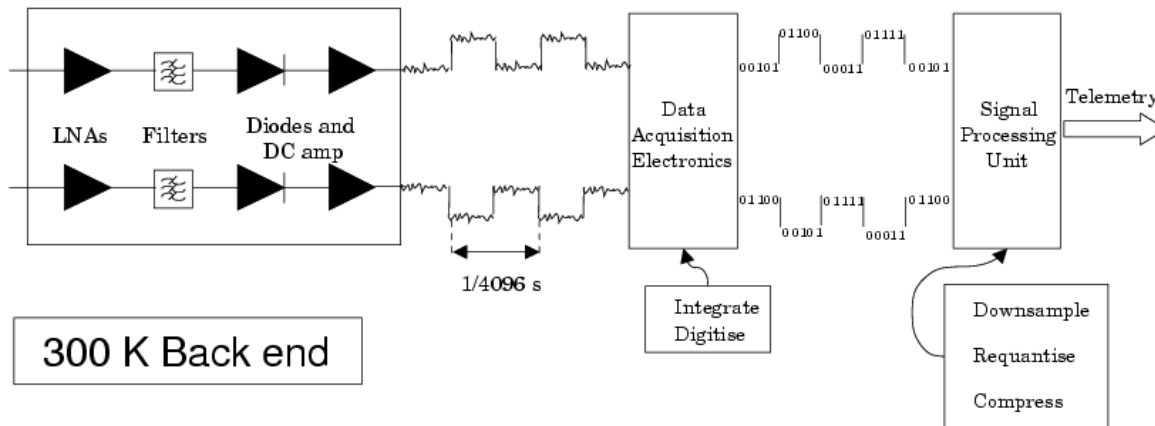 LNAs
Filters
Diodes and
DC amp
1/4096 s
300 K Back end
Data
Acquisition
Electronics
Integrate
Digitise
01100
01111
00101
00011
00101
01100
01111
01100
00101
00011
Signal
Processing
Unit
Telemetry
Downsample
Requantise
Compress